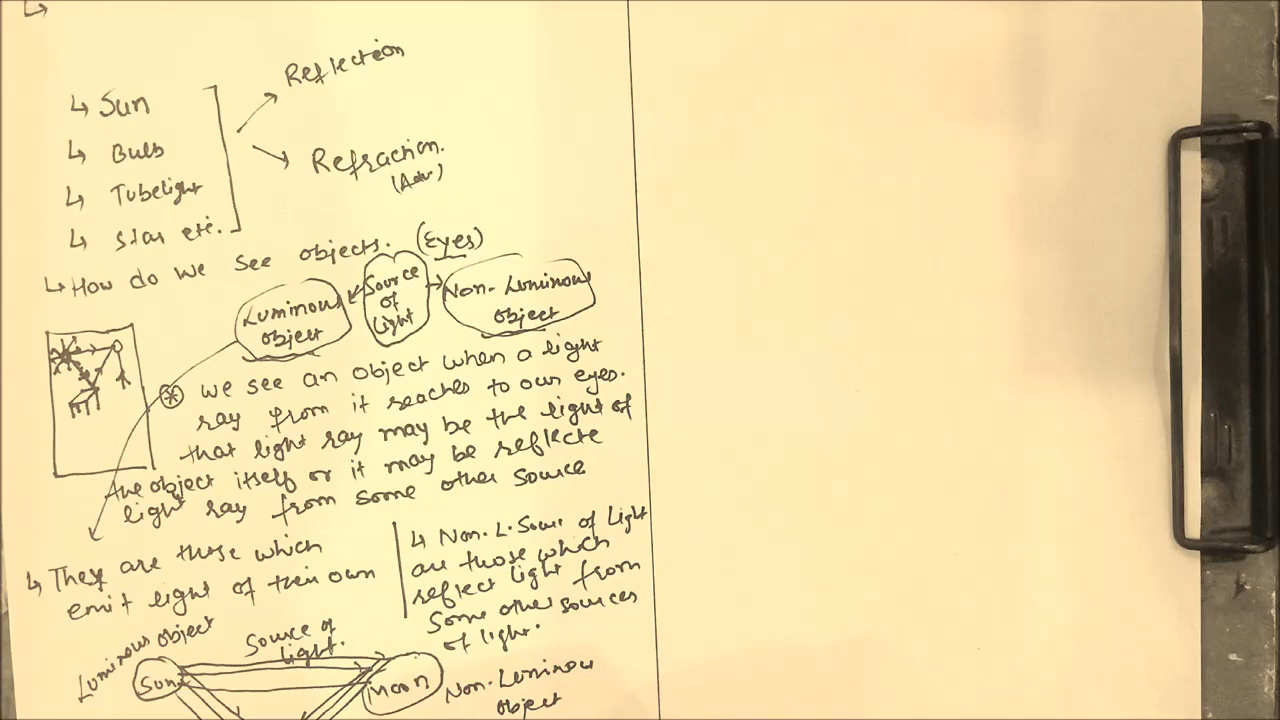 Reflection
↳ Sun
↳ Bulb
Refraction.
(Adv)
↳ Tubelight
↳ Star etc.
↳ How do we see objects. (Eyes)
Luminous object
Source of Light
Non-Luminous object
* We see an object when a light
ray from it reaches to our eyes.
that light ray may be the light of
the object itself or it may be reflecte
light ray from some other source
↳ They are those which
emit light of their own
↳ Non. L. Sourc of Light
are those which
reflect light from
some other sources
of light.
Luminous object
Source of
light.
Sun
Moon
Non-Luminous
object